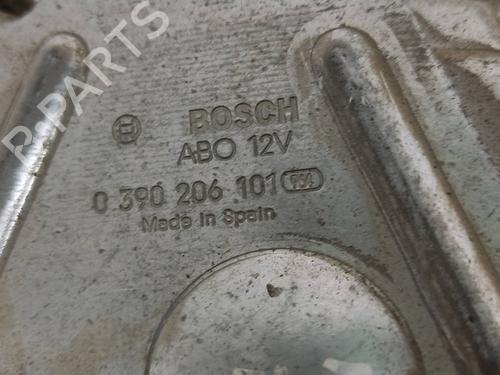 B-PARTS
BOSCH
ABO 12V
0 390 206 101
Made in Spain